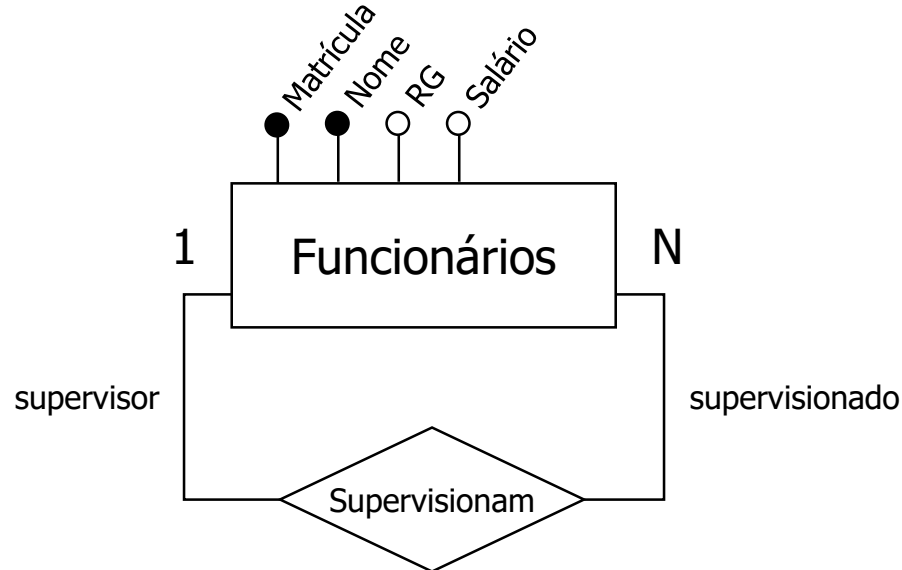 Matrícula
Nome
RG
Salário
1
Funcionários
N
supervisor
supervisionado
Supervisionam